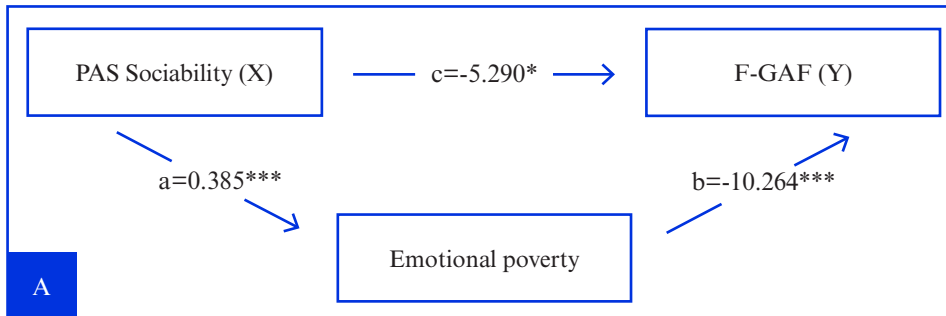 PAS Sociability (X)
c=-5.290*
F-GAF (Y)
a=0.385***
b=-10.264***
Emotional poverty
A